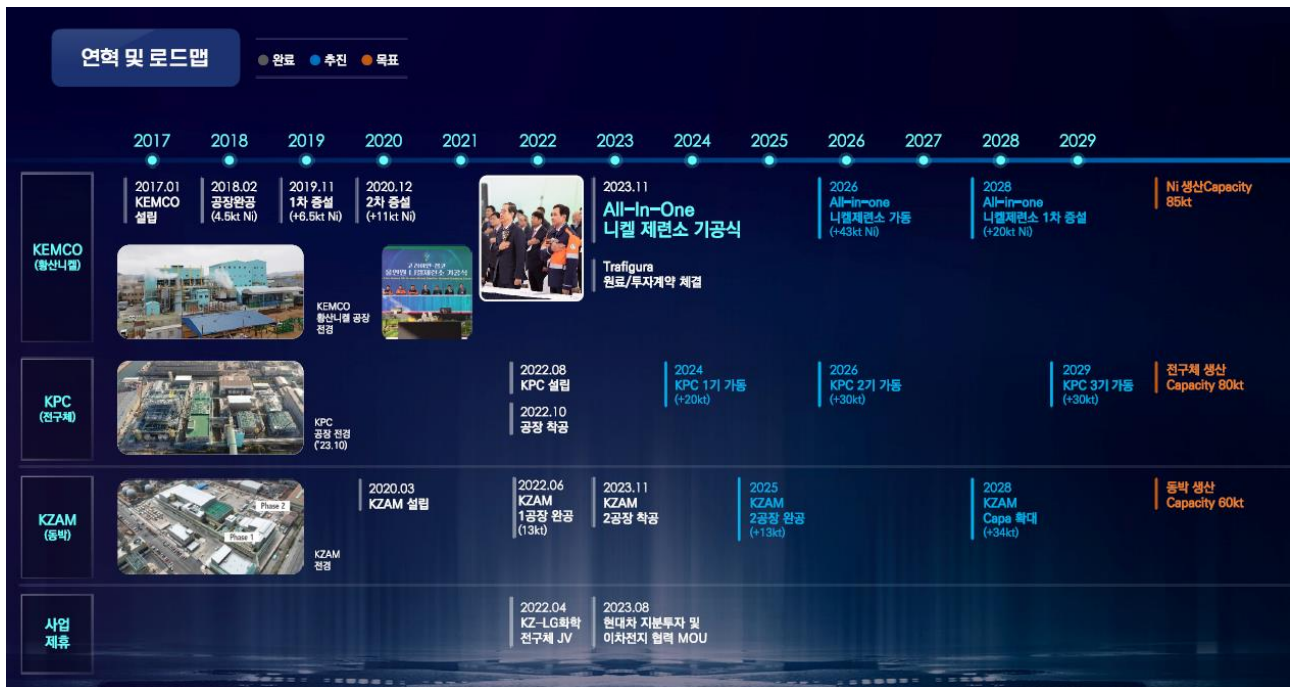 연혁 및 로드맵
완료
추진
목표
2017 2018 2019 2020 2021 2022 2023 2024 2025 2026 2027 2028 2029
KEMCO
(황산니켈)
2017.01
KEMCO
설립
2018.02
공장완공
(4.5kt Ni)
2019.11
1차 증설
(+6.5kt Ni)
2020.12
2차 증설
(+11kt Ni)
2023.11
All-In-One
니켈 제련소 기공식
Trafigura
원료/투자계약 체결
2026
All-in-one
니켈제련소 가동
(+43kt Ni)
2028
All-in-one
니켈제련소 1차 증설
(+20kt Ni)
Ni 생산Capacity
85kt
KEMCO
황산니켈 공장
전경
올인원 니켈제련소 기공식
KPC
(전구체)
KPC
공장 전경
('23.10)
2022.08
KPC 설립
2022.10
공장 착공
2024
KPC 1기 가동
(+20kt)
2026
KPC 2기 가동
(+30kt)
2029
KPC 3기 가동
(+30kt)
전구체 생산
Capacity 80kt
KZAM
(동박)
Phase 2
Phase 1
KZAM
전경
2020.03
KZAM 설립
2022.06
KZAM
1공장 완공
(13kt)
2023.11
KZAM
2공장 착공
2025
KZAM
2공장 완공
(+13kt)
2028
KZAM
Capa 확대
(+34kt)
동박 생산
Capacity 60kt
사업
제휴
2022.04
KZ-LG화학
전구체 JV
2023.08
현대차 지분투자 및
이차전지 협력 MOU